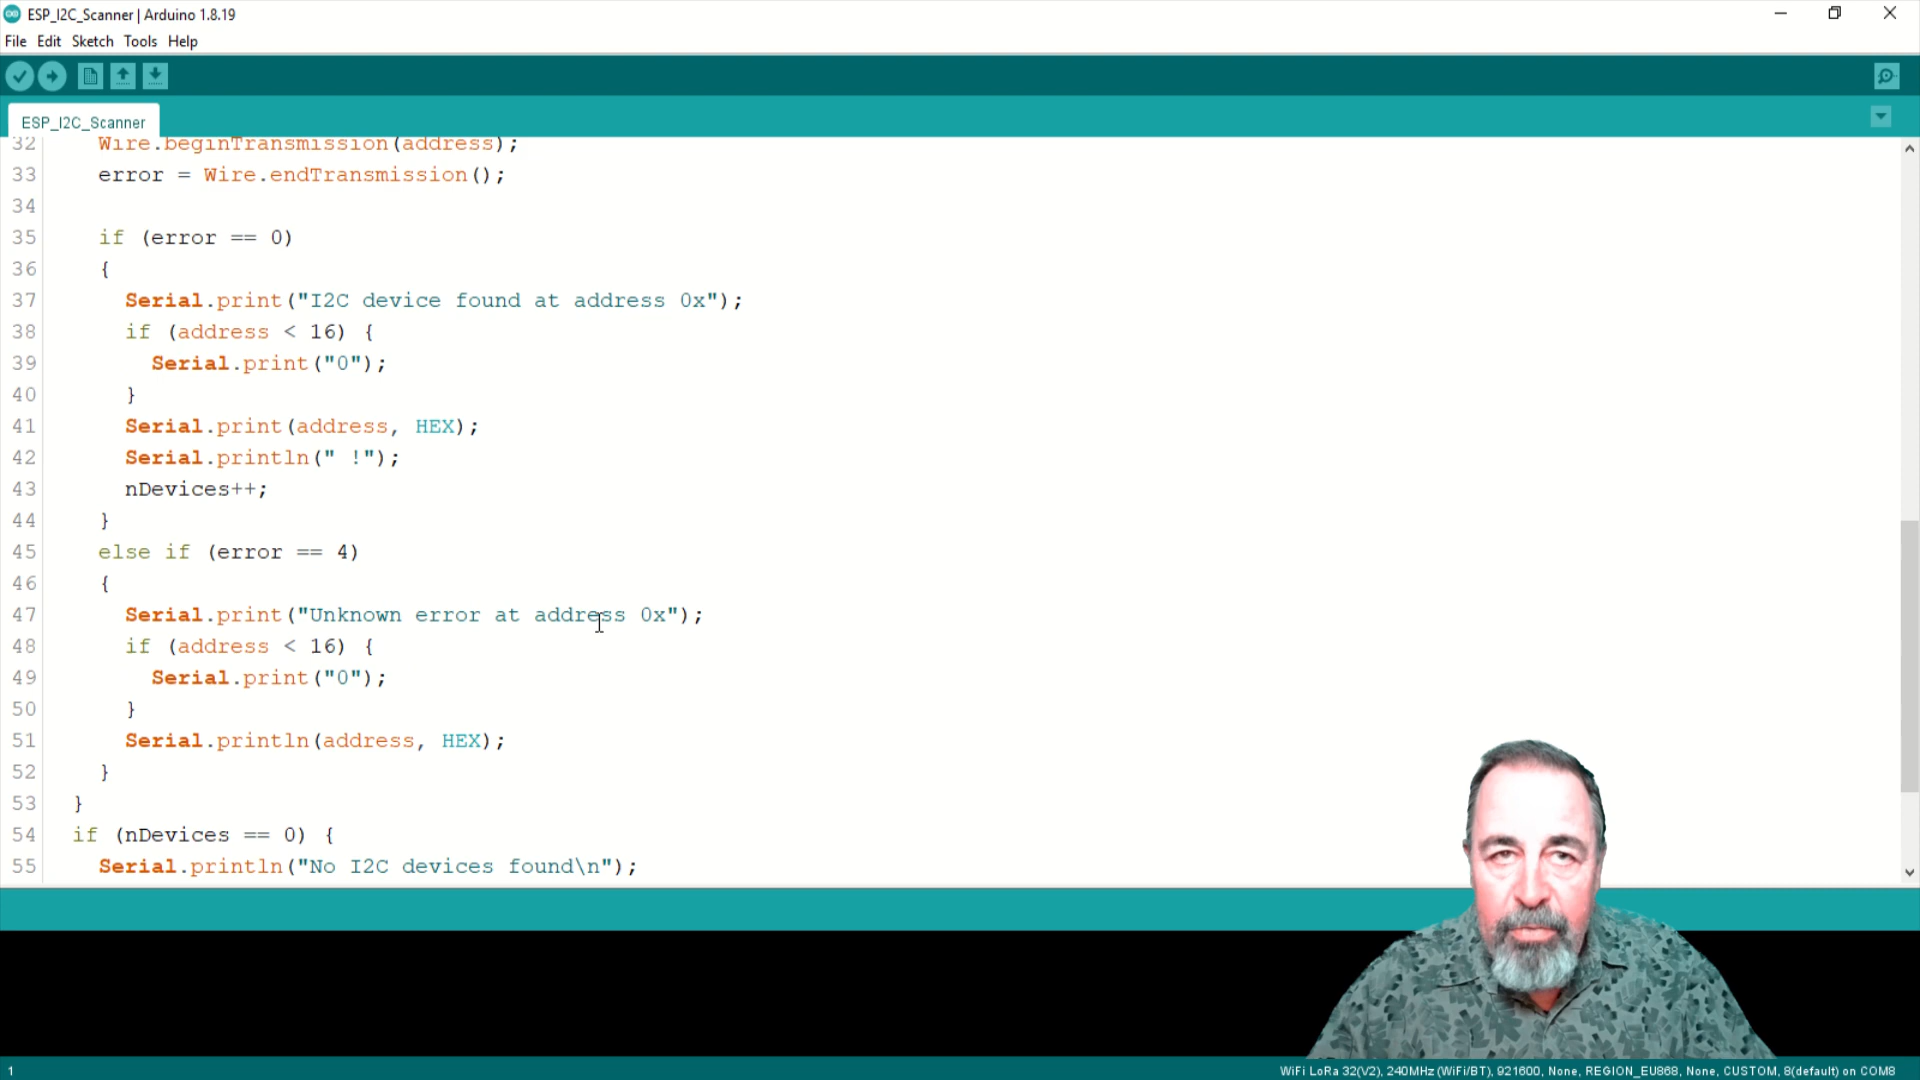 ESP_I2C_Scanner | Arduino 1.8.19
File Edit Sketch Tools Help
ESP_I2C_Scanner
32 Wire.beginTransmission(address);
33 error = Wire.endTransmission();
34
35 if (error == 0)
36 {
37 Serial.print("I2C device found at address 0x");
38 if (address < 16) {
39 Serial.print("0");
40 }
41 Serial.print(address, HEX);
42 Serial.println(" !");
43 nDevices++;
44 }
45 else if (error == 4)
46 {
47 Serial.print("Unknown error at address 0x");
48 if (address < 16) {
49 Serial.print("0");
50 }
51 Serial.println(address, HEX);
52 }
53 }
54 if (nDevices == 0) {
55 Serial.println("No I2C devices found\n");
1 WiFi LoRa 32(V2), 240MHz (WiFi/BT), 921600, None, REGION_EU868, None, CUSTOM, 8(default) on COM8